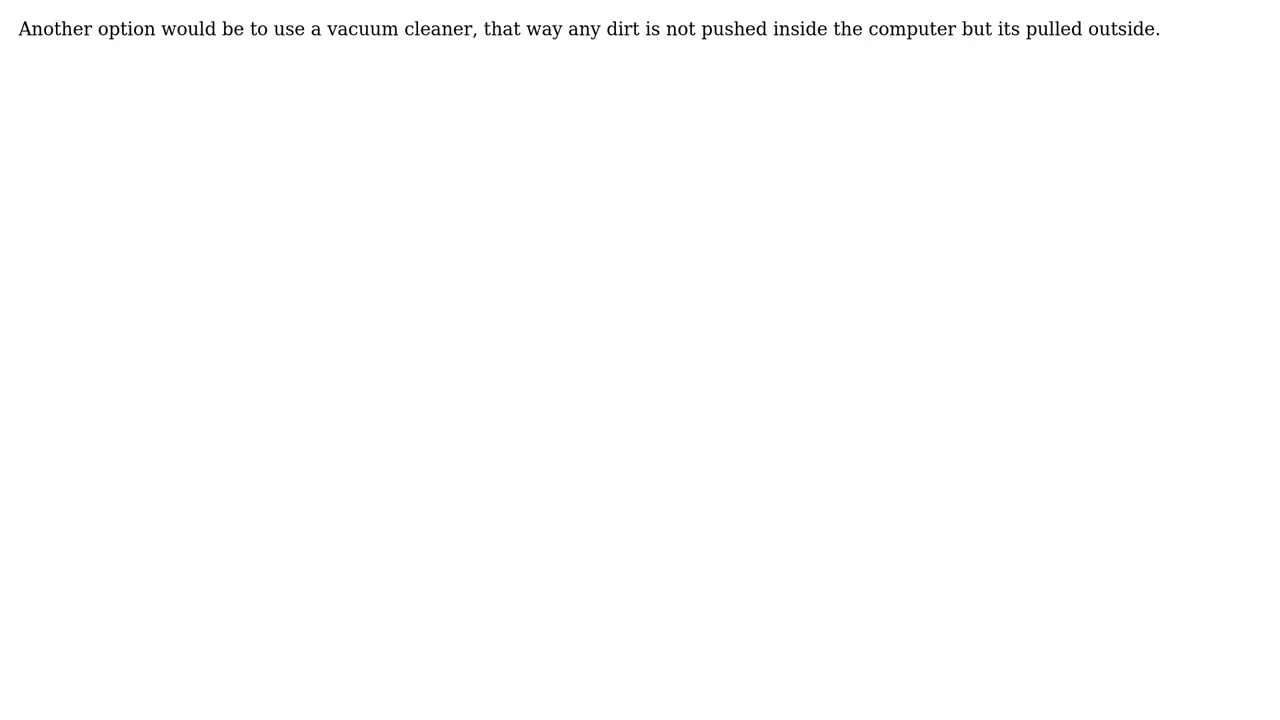 Another option would be to use a vacuum cleaner, that way any dirt is not pushed inside the computer but its pulled outside.